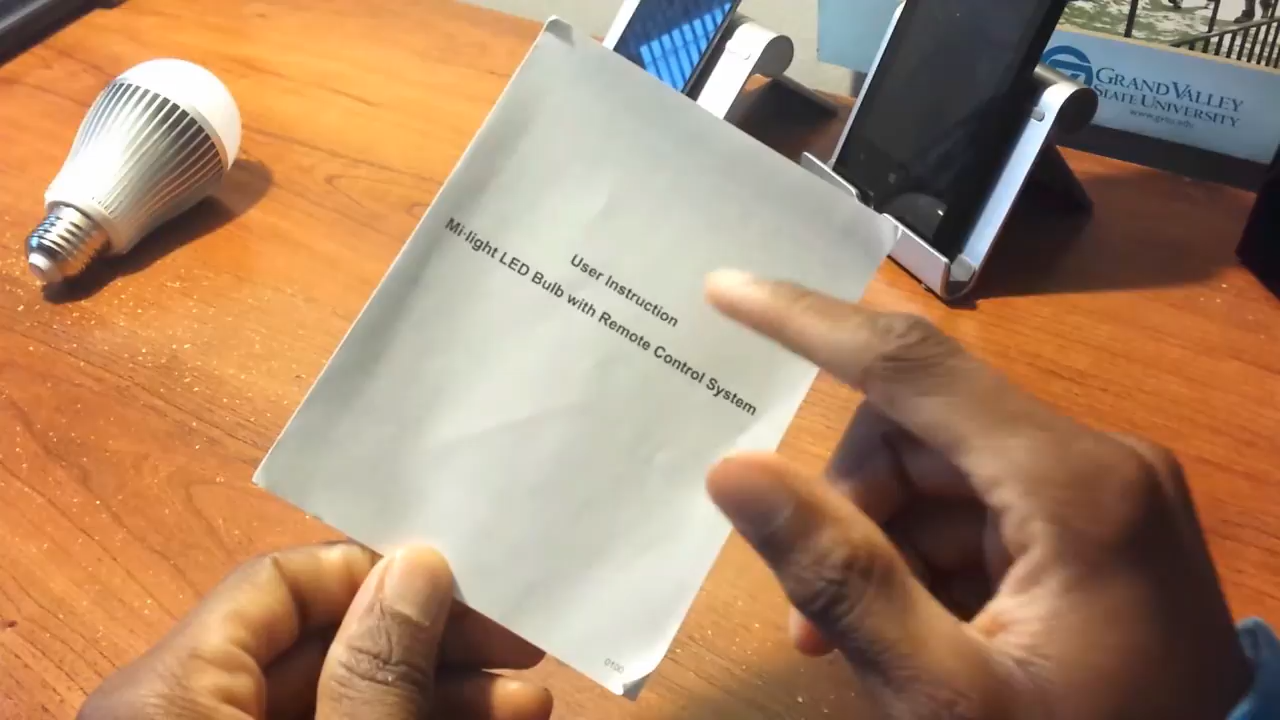 User Instruction
Mi·light LED Bulb with Remote Control System
0100
GRAND VALLEY
STATE UNIVERSITY
www.gvsu.edu